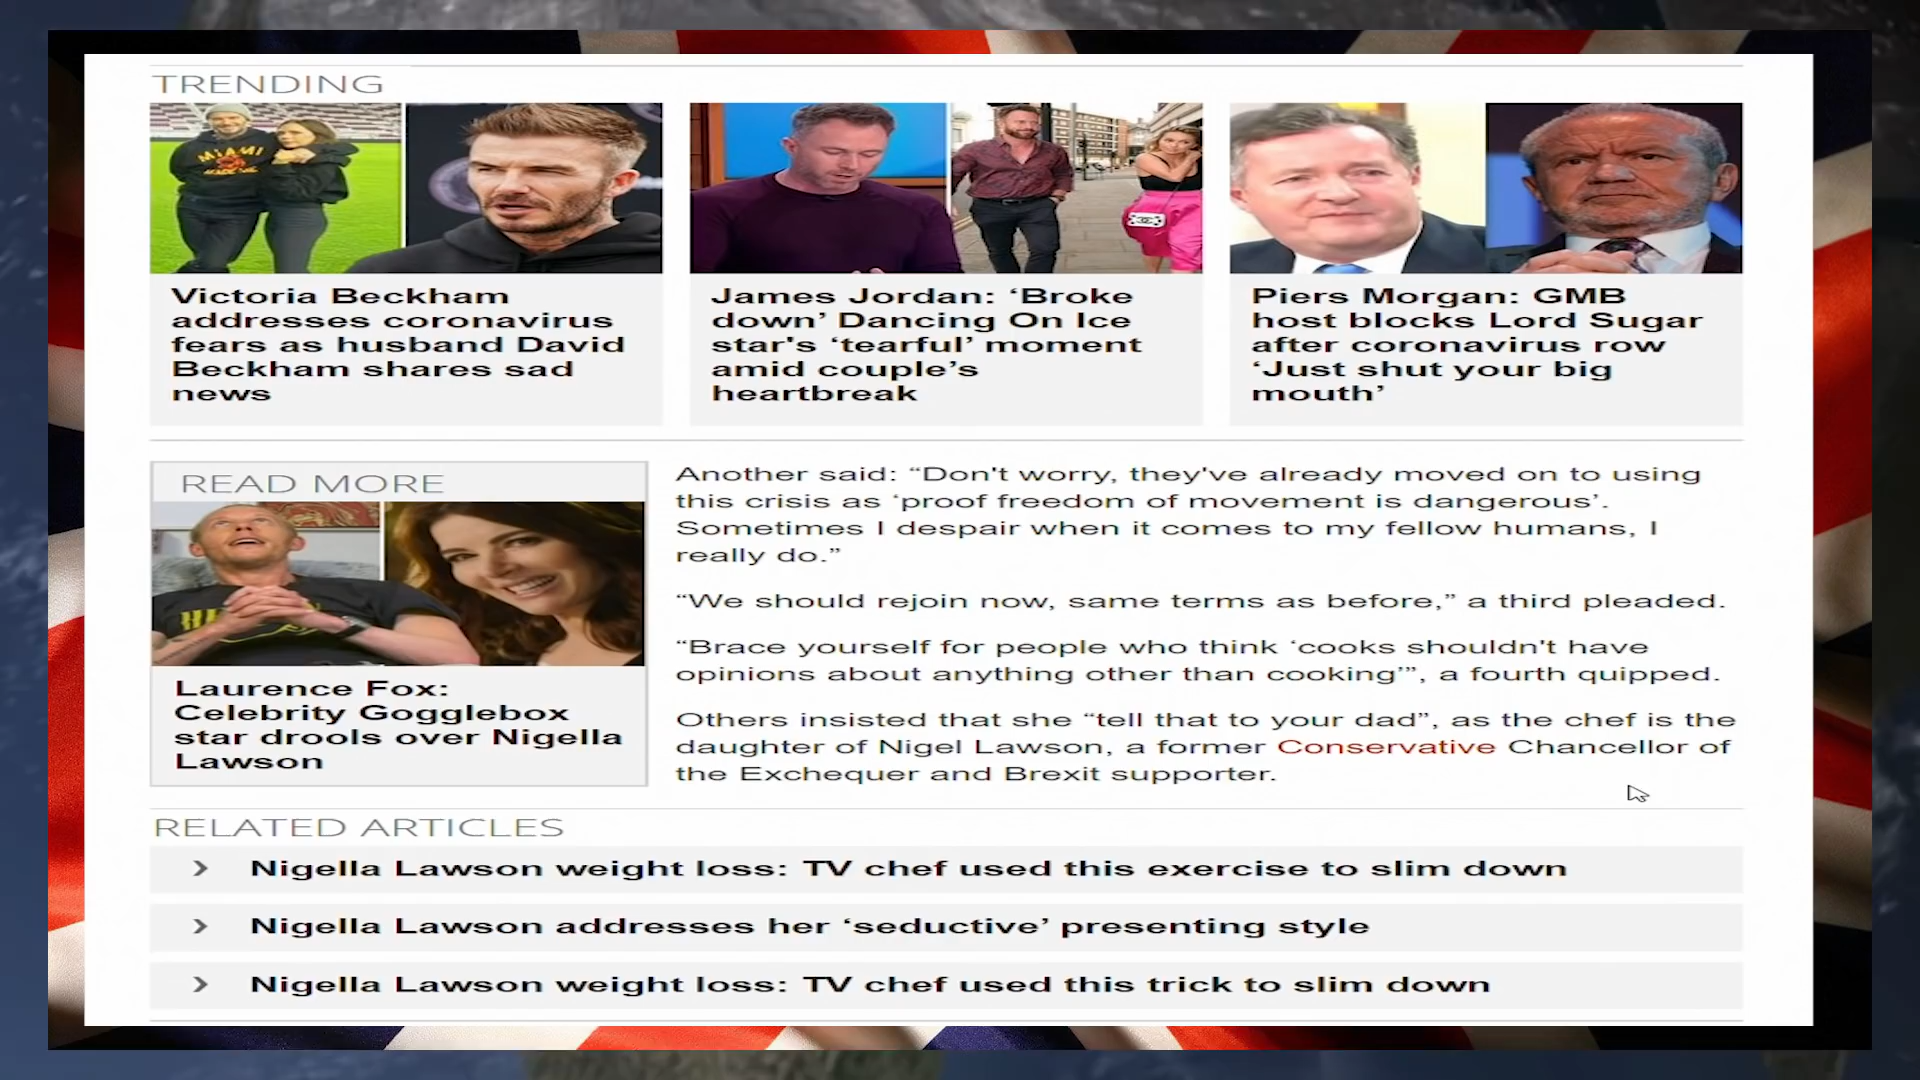 TRENDING
Victoria Beckham
addresses coronavirus
fears as husband David
Beckham shares sad
news
James Jordan: ‘Broke
down’ Dancing On Ice
star's ‘tearful’ moment
amid couple’s
heartbreak
Piers Morgan: GMB
host blocks Lord Sugar
after coronavirus row
‘Just shut your big
mouth’
READ MORE
Laurence Fox:
Celebrity Gogglebox
star drools over Nigella
Lawson
Another said: “Don't worry, they've already moved on to using
this crisis as ‘proof freedom of movement is dangerous’.
Sometimes I despair when it comes to my fellow humans, I
really do.”
“We should rejoin now, same terms as before,” a third pleaded.
“Brace yourself for people who think ‘cooks shouldn't have
opinions about anything other than cooking’”, a fourth quipped.
Others insisted that she “tell that to your dad”, as the chef is the
daughter of Nigel Lawson, a former Conservative Chancellor of
the Exchequer and Brexit supporter.
RELATED ARTICLES
Nigella Lawson weight loss: TV chef used this exercise to slim down
Nigella Lawson addresses her ‘seductive’ presenting style
Nigella Lawson weight loss: TV chef used this trick to slim down